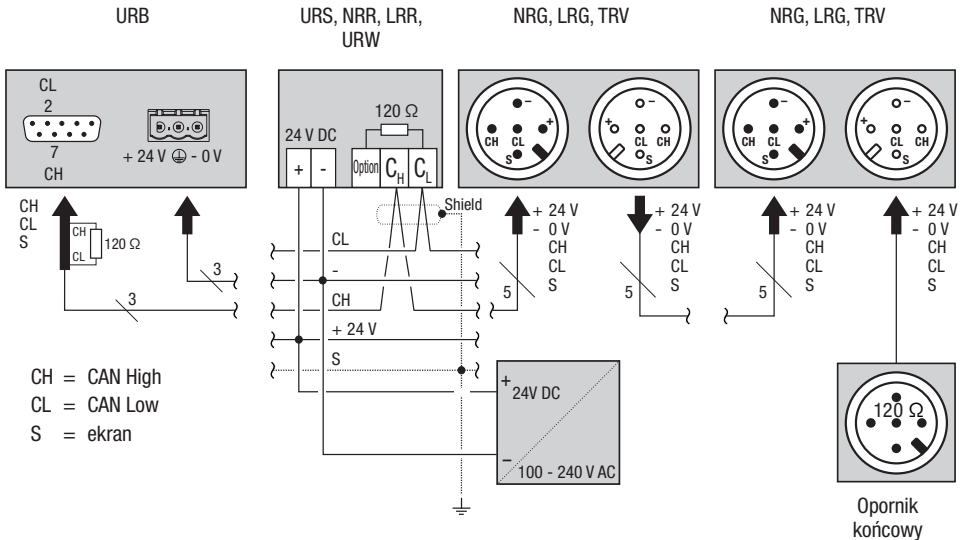 URB
URS, NRR, LRR,
URW
NRG, LRG, TRV
NRG, LRG, TRV
CL
2
7
CH
+ 24 V ⏚ - 0 V
24 V DC
120 Ω
+ -
Option CH CL
Shield
-
+
CH CL
S
-
+
CL CH
S
-
+
CH CL
S
-
+
CL CH
S
CH
CL
S
CH
CL
120 Ω
3
3
CL
-
CH
+ 24 V
S
+ 24 V
- 0 V
CH
CL
S
5
+ 24 V
- 0 V
CH
CL
S
5
+ 24 V
- 0 V
CH
CL
S
5
+ 24 V
- 0 V
CH
CL
S
CH = CAN High
CL = CAN Low
S = ekran
+
24V DC
-
100 - 240 V AC
120 Ω
Opornik
końcowy